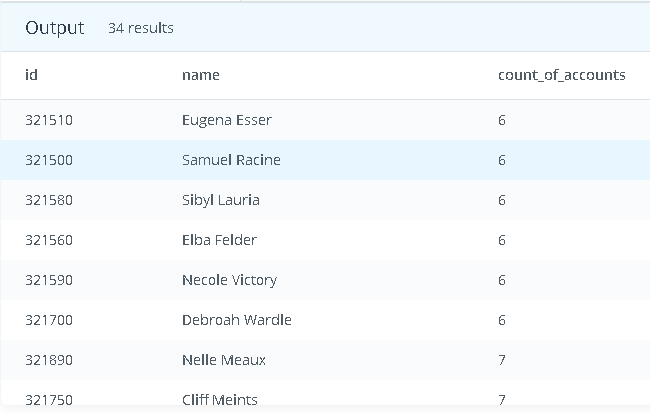 Output 34 results
id name count_of_accounts
321510 Eugena Esser 6
321500 Samuel Racine 6
321580 Sibyl Lauria 6
321560 Elba Felder 6
321590 Necole Victory 6
321700 Debroah Wardle 6
321890 Nelle Meaux 7
321750 Cliff Meints 7